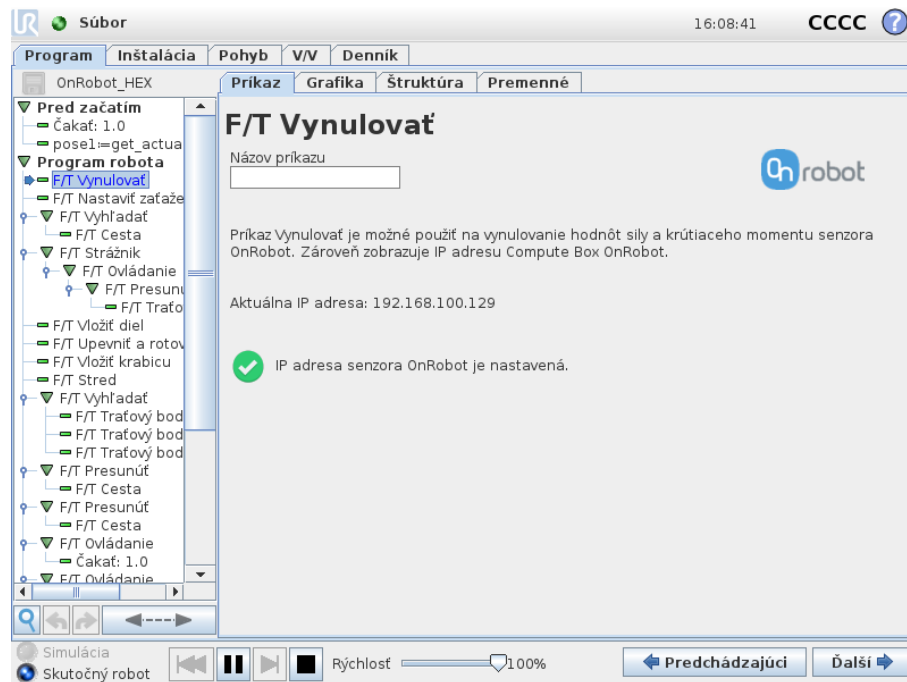 Súbor
16:08:41
CCCC
?
Program Inštalácia Pohyb V/V Denník
OnRobot_HEX
Príkaz Grafika Štruktúra Premenné
Pred začatím
Čakať: 1.0
pose1≔get_actua
Program robota
F/T Vynulovať
F/T Nastaviť zaťaže
F/T Vyhľadať
F/T Cesta
F/T Strážnik
F/T Ovládanie
F/T Presunú
F/T Traťo
F/T Vložiť diel
F/T Upevniť a rotov
F/T Vložiť krabicu
F/T Stred
F/T Vyhľadať
F/T Traťový bod
F/T Traťový bod
F/T Traťový bod
F/T Presunúť
F/T Cesta
F/T Presunúť
F/T Cesta
F/T Ovládanie
Čakať: 1.0
F/T Ovládanie
F/T Vynulovať
Názov príkazu
On robot
Príkaz Vynulovať je možné použiť na vynulovanie hodnôt sily a krútiaceho momentu senzora
OnRobot. Zároveň zobrazuje IP adresu Compute Box OnRobot.
Aktuálna IP adresa: 192.168.100.129
IP adresa senzora OnRobot je nastavená.
Simulácia
Skutočný robot
Rýchlosť
100%
Predchádzajúci
Ďalší